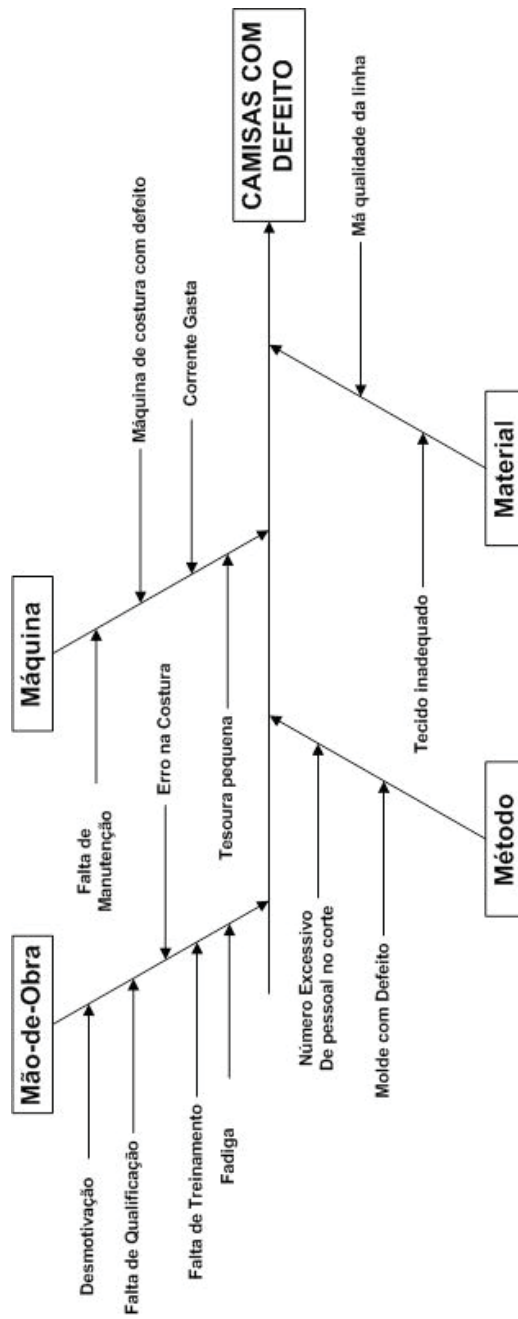 Mão-de-Obra
Desmotivação
Falta de Qualificação
Erro na Costura
Falta de Treinamento
Fadiga
Máquina
Falta de
Manutenção
Máquina de costura com defeito
Corrente Gasta
Tesoura pequena
CAMISAS COM
DEFEITO
Número Excessivo
De pessoal no corte
Molde com Defeito
Método
Má qualidade da linha
Tecido inadequado
Material